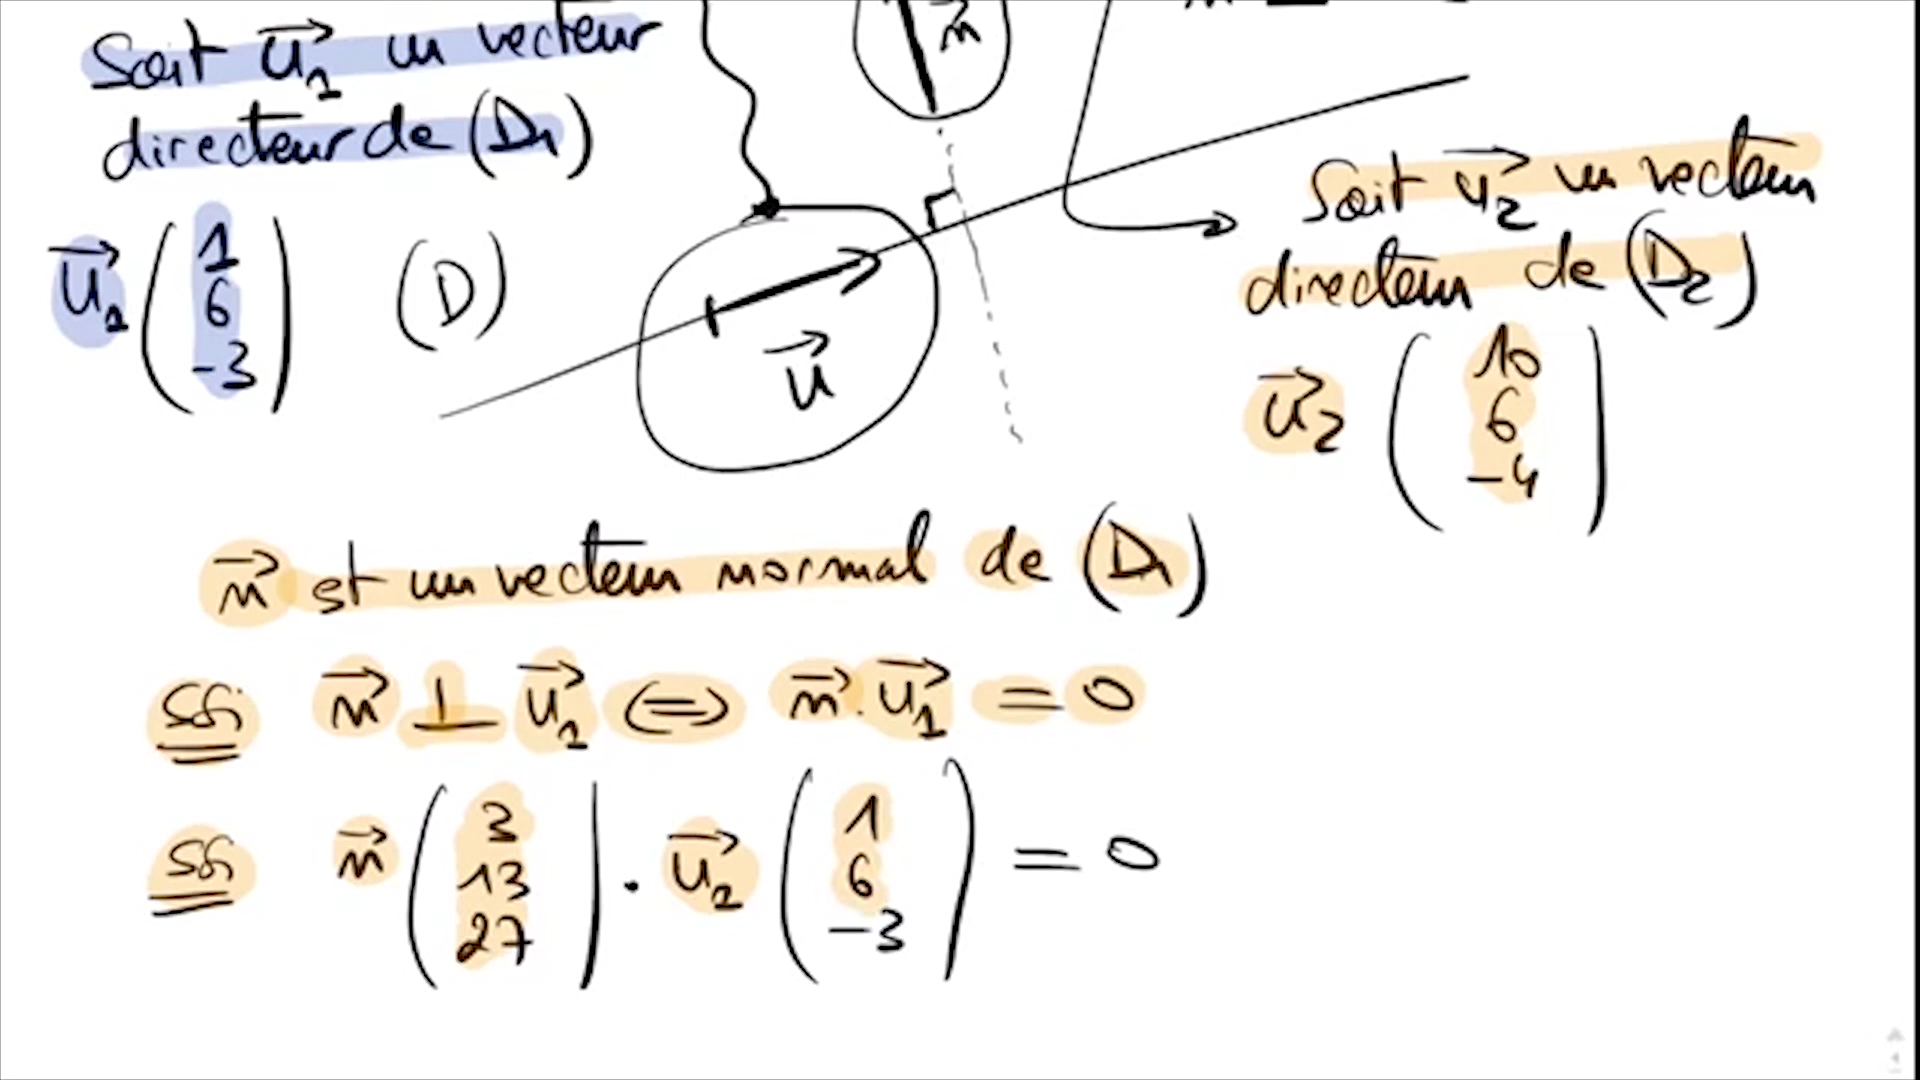 Soit u₁ un vecteur
directeur de (D₁)
u₁ ( 1
6
-3 )
(D)
n
u
Soit u₂ un vecteur
directeur de (D₂)
u₂ ( 10
6
-4 )
n est un vecteur normal de (D₁)
ssi n ⊥ u₁ ⇔ n . u₁ = 0
ssi n ( 3
13
27 ) . u₁ ( 1
6
-3 ) = 0